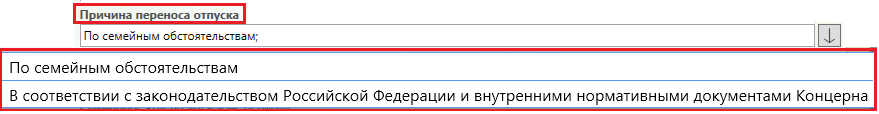 Причина переноса отпуска
По семейным обстоятельствам;
По семейным обстоятельствам
В соответствии с законодательством Российской Федерации и внутренними нормативными документами Концерна